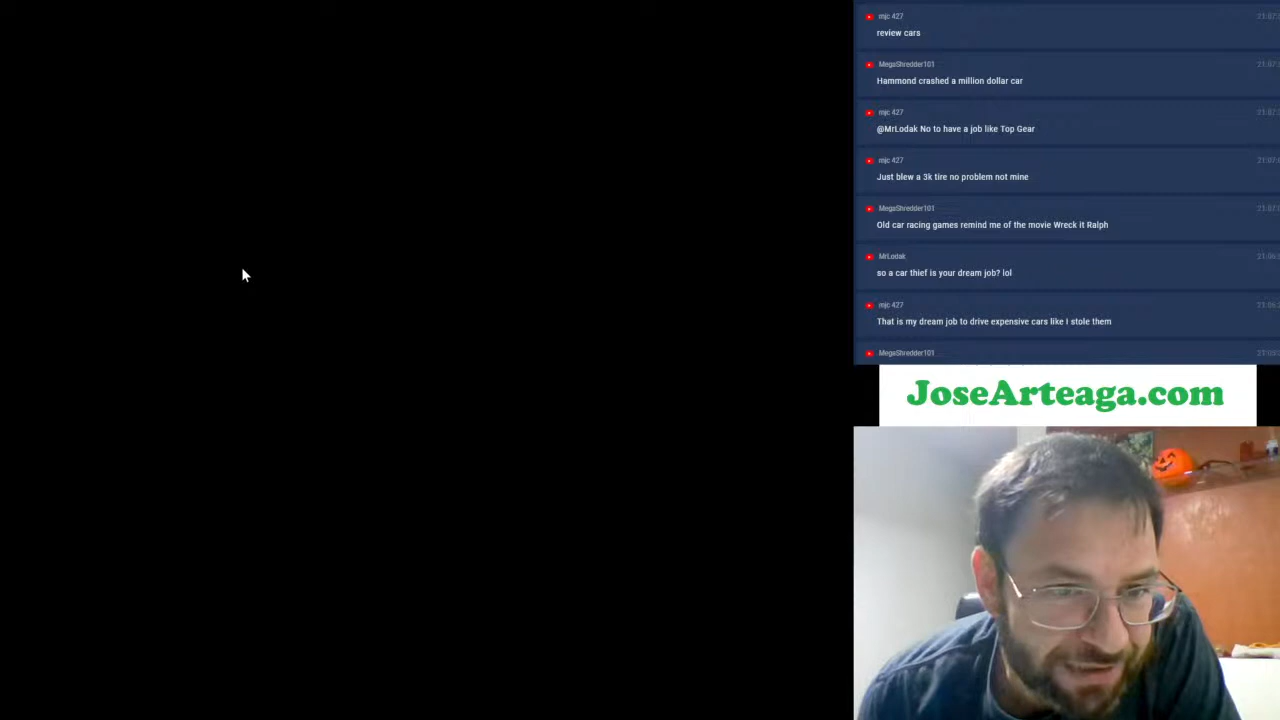 mjc 427
review cars
MegaShredder101
Hammond crashed a million dollar car
mjc 427
@MrLodak No to have a job like Top Gear
mjc 427
Just blew a 3k tire no problem not mine
MegaShredder101
Old car racing games remind me of the movie Wreck it Ralph
MrLodak
so a car thief is your dream job? lol
mjc 427
That is my dream job to drive expensive cars like I stole them
MegaShredder101
JoseArteaga.com